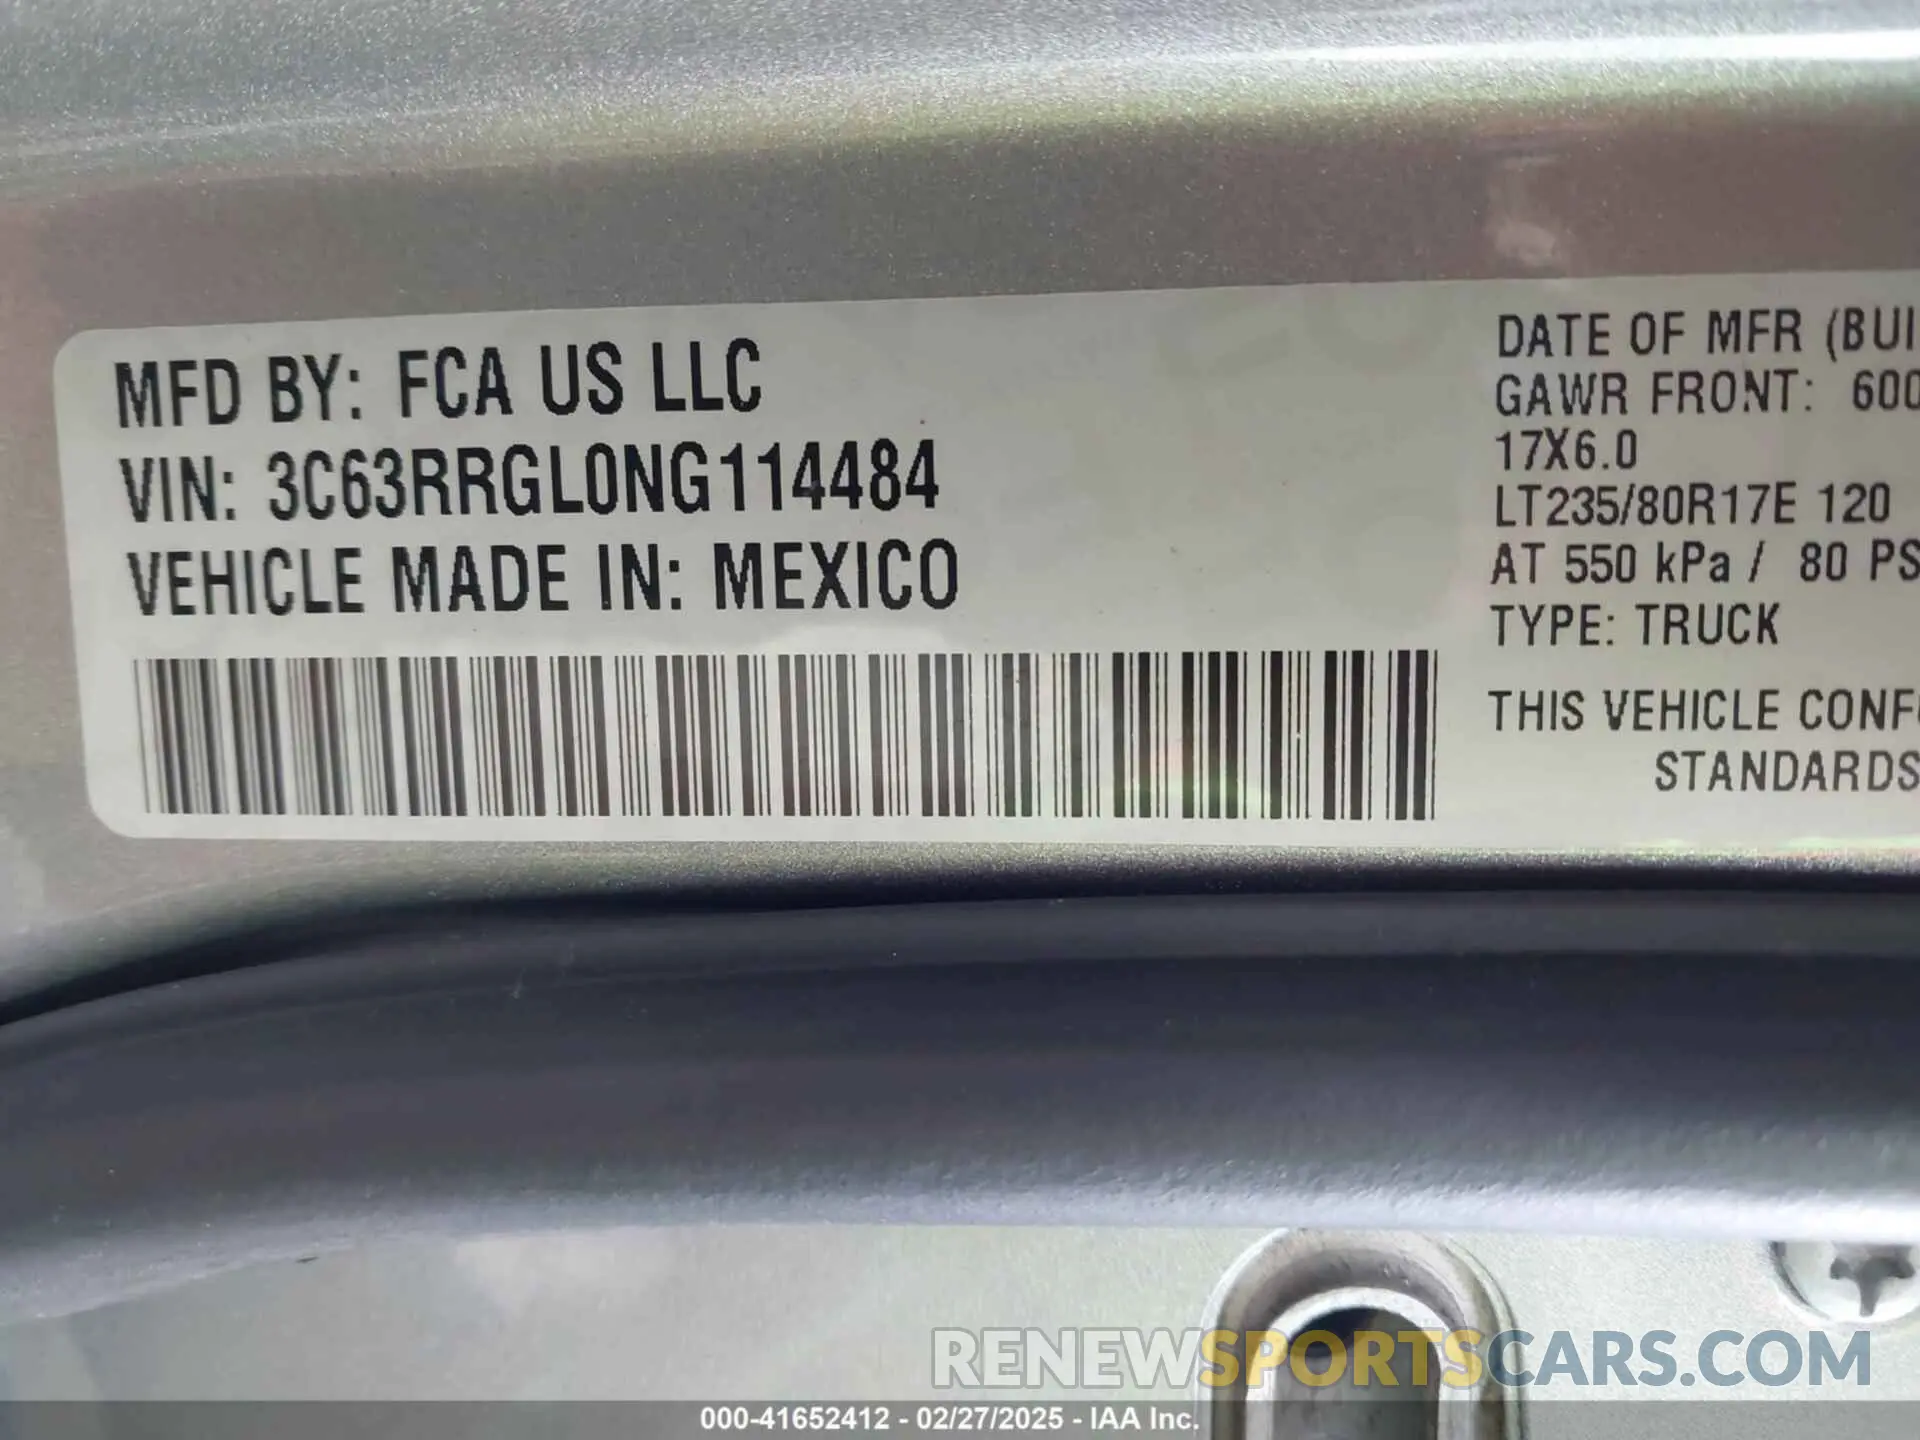 MFD BY: FCA US LLC
VIN: 3C63RRGL0NG114484
VEHICLE MADE IN: MEXICO
DATE OF MFR (BUI
GAWR FRONT: 600
17X6.0
LT235/80R17E 120
AT 550 kPa / 80 PS
TYPE: TRUCK
THIS VEHICLE CONF
STANDARDS
RENEWSPORTSCARS.COM
000-41652412 - 02/27/2025 - IAA Inc.